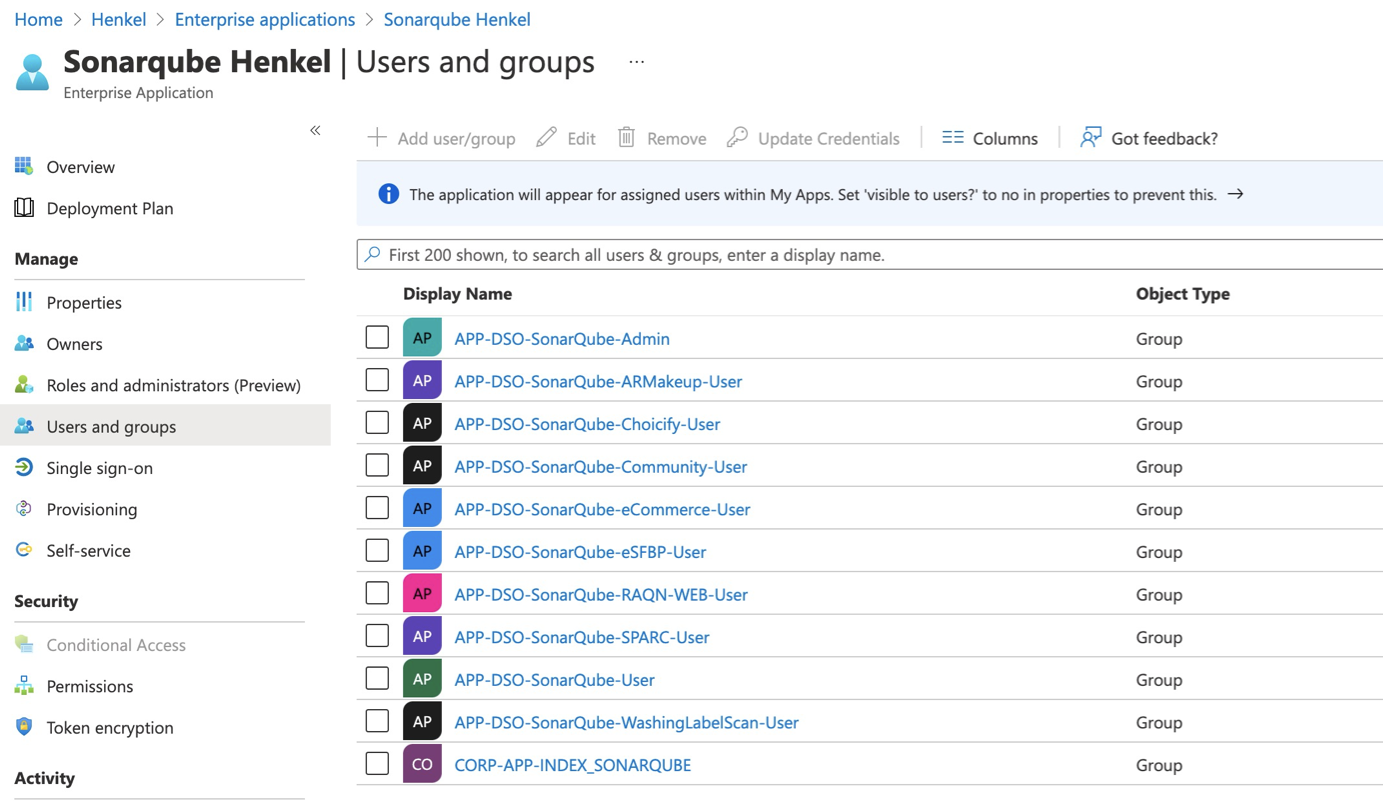 Home > Henkel > Enterprise applications > Sonarqube Henkel
Sonarqube Henkel | Users and groups ...
Enterprise Application
«
Overview
Deployment Plan
Manage
Properties
Owners
Roles and administrators (Preview)
Users and groups
Single sign-on
Provisioning
Self-service
Security
Conditional Access
Permissions
Token encryption
Activity
Add user/group Edit Remove Update Credentials Columns Got feedback?
The application will appear for assigned users within My Apps. Set 'visible to users?' to no in properties to prevent this. →
First 200 shown, to search all users & groups, enter a display name.
Display Name Object Type
AP APP-DSO-SonarQube-Admin Group
AP APP-DSO-SonarQube-ARMakeup-User Group
AP APP-DSO-SonarQube-Choicify-User Group
AP APP-DSO-SonarQube-Community-User Group
AP APP-DSO-SonarQube-eCommerce-User Group
AP APP-DSO-SonarQube-eSFBP-User Group
AP APP-DSO-SonarQube-RAQN-WEB-User Group
AP APP-DSO-SonarQube-SPARC-User Group
AP APP-DSO-SonarQube-User Group
AP APP-DSO-SonarQube-WashingLabelScan-User Group
CO CORP-APP-INDEX_SONARQUBE Group